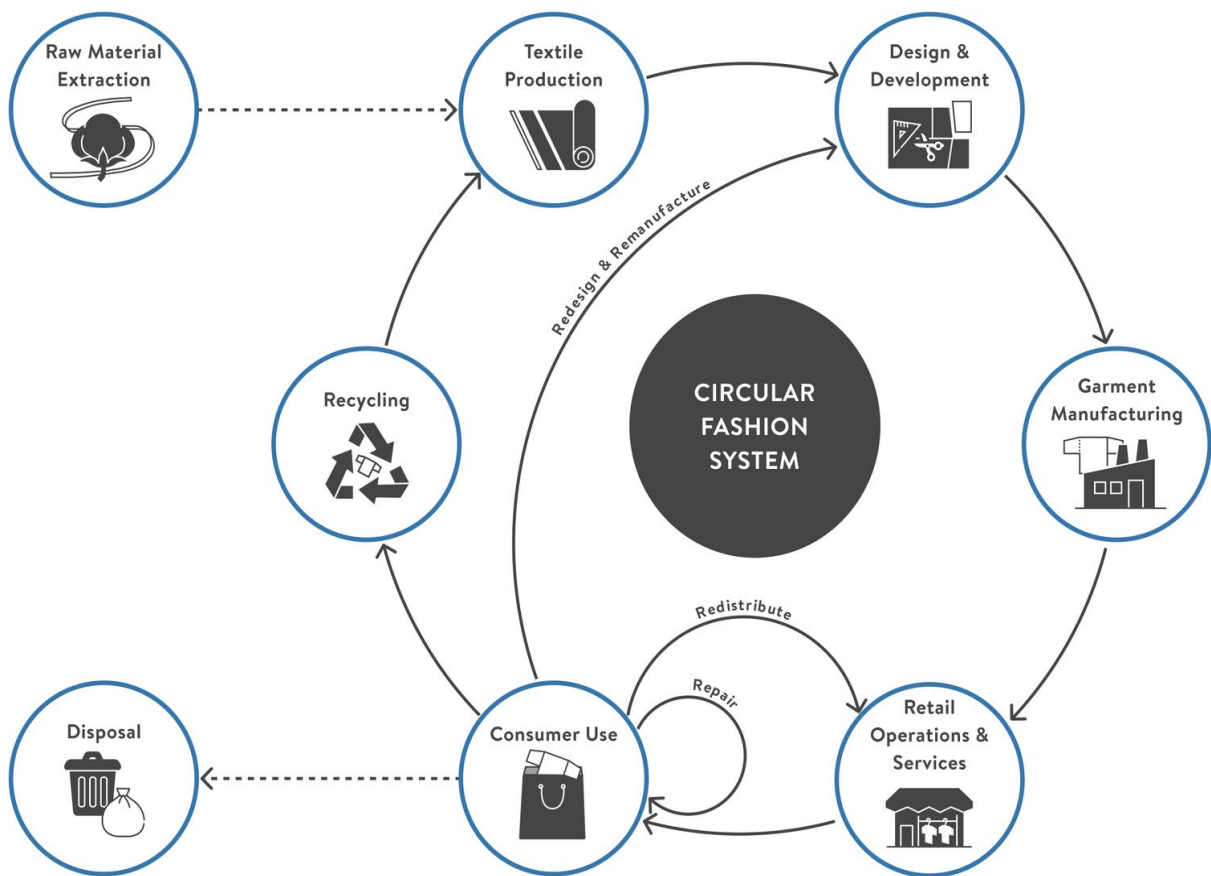 Raw Material
Extraction
Textile
Production
Design &
Development
Redesign & Remanufacture
Recycling
CIRCULAR
FASHION
SYSTEM
Garment
Manufacturing
Redistribute
Repair
Disposal
Consumer Use
Retail
Operations &
Services